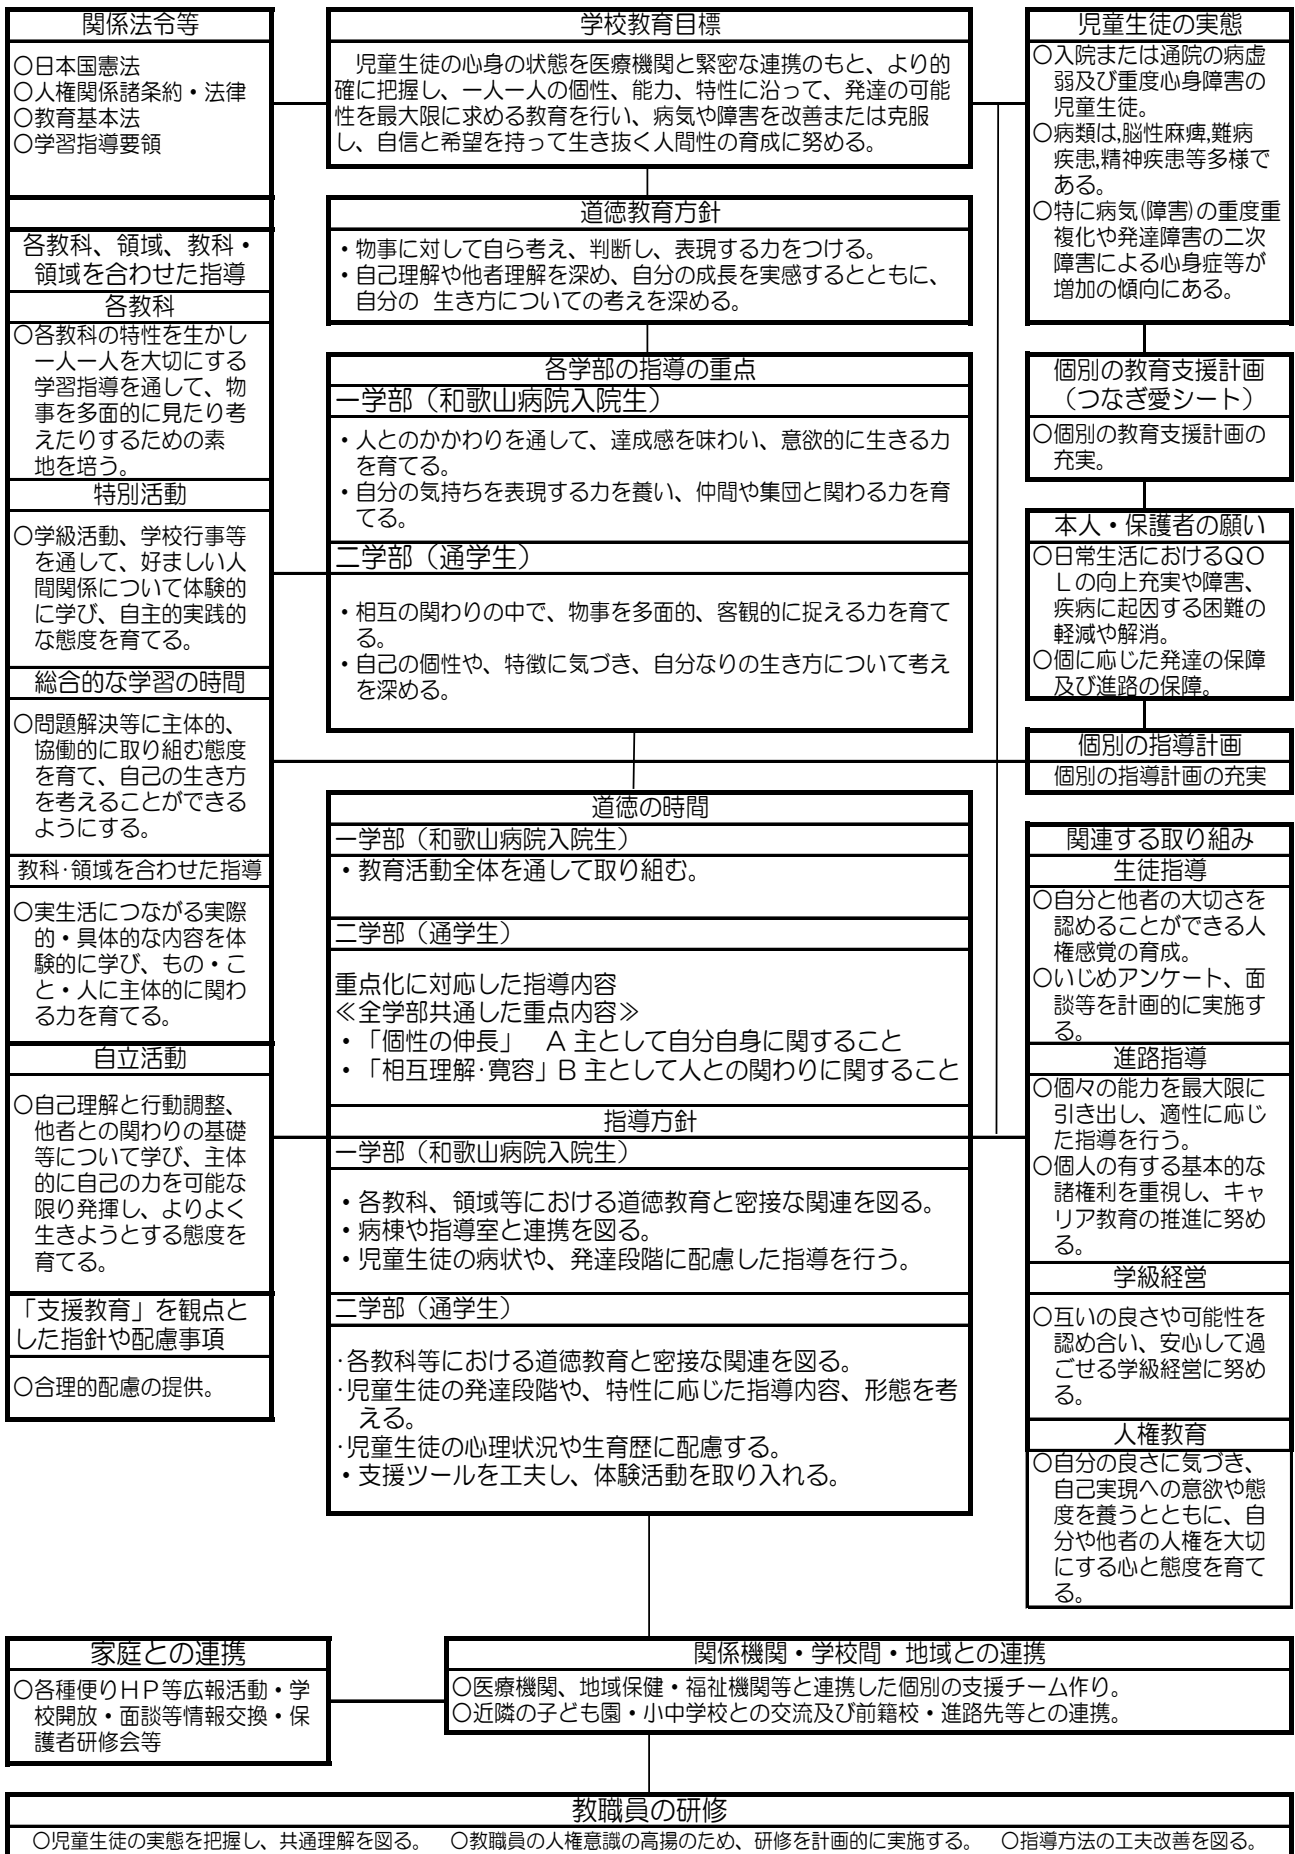 関係法令等
○日本国憲法
○人権関係諸条約・法律
○教育基本法
○学習指導要領
各教科、領域、教科・
領域を合わせた指導
各教科
○各教科の特性を生かし
一人一人を大切にする
学習指導を通して、物
事を多面的に見たり考
えたりするための素
地を培う。
特別活動
○学級活動、学校行事等
を通して、好ましい人
間関係について体験的
に学び、自主的実践的
な態度を育てる。
総合的な学習の時間
○問題解決等に主体的、
協働的に取り組む態度
を育て、自己の生き方
を考えることができる
ようにする。
教科・領域を合わせた指導
○実生活につながる実際
的・具体的な内容を体
験的に学び、もの・こ
と・人に主体的に関わ
る力を育てる。
自立活動
○自己理解と行動調整、
他者との関わりの基礎
等について学び、主体
的に自己の力を可能な
限り発揮し、よりよく
生きようとする態度を
育てる。
「支援教育」を観点と
した指針や配慮事項
○合理的配慮の提供。
学校教育目標
児童生徒の心身の状態を医療機関と緊密な連携のもと、より的
確に把握し、一人一人の個性、能力、特性に沿って、発達の可能
性を最大限に求める教育を行い、病気や障害を改善または克服
し、自信と希望を持って生き抜く人間性の育成に努める。
道徳教育方針
・物事に対して自ら考え、判断し、表現する力をつける。
・自己理解や他者理解を深め、自分の成長を実感するとともに、
自分の 生き方についての考えを深める。
各学部の指導の重点
一学部（和歌山病院入院生）
・人とのかかわりを通して、達成感を味わい、意欲的に生きる力
を育てる。
・自分の気持ちを表現する力を養い、仲間や集団と関わる力を育
てる。
二学部（通学生）
・相互の関わりの中で、物事を多面的、客観的に捉える力を育て
る。
・自己の個性や、特徴に気づき、自分なりの生き方について考え
を深める。
道徳の時間
一学部（和歌山病院入院生）
・教育活動全体を通して取り組む。
二学部（通学生）
重点化に対応した指導内容
≪全学部共通した重点内容≫
・「個性の伸長」　A 主として自分自身に関すること
・「相互理解・寛容」B 主として人との関わりに関すること
指導方針
一学部（和歌山病院入院生）
・各教科、領域等における道徳教育と密接な関連を図る。
・病棟や指導室と連携を図る。
・児童生徒の病状や、発達段階に配慮した指導を行う。
二学部（通学生）
・各教科等における道徳教育と密接な関連を図る。
・児童生徒の発達段階や、特性に応じた指導内容、形態を考
える。
・児童生徒の心理状況や生育歴に配慮する。
・支援ツールを工夫し、体験活動を取り入れる。
児童生徒の実態
○入院または通院の病虚
弱及び重度心身障害の
児童生徒。
○病類は,脳性麻痺,難病
疾患,精神疾患等多様で
ある。
○特に病気(障害)の重度重
複化や発達障害の二次
障害による心身症等が
増加の傾向にある。
個別の教育支援計画
（つなぎ愛シート）
○個別の教育支援計画の
充実。
本人・保護者の願い
○日常生活におけるＱＯ
Ｌの向上充実や障害、
疾病に起因する困難の
軽減や解消。
○個に応じた発達の保障
及び進路の保障。
個別の指導計画
個別の指導計画の充実
関連する取り組み
生徒指導
○自分と他者の大切さを
認めることができる人
権感覚の育成。
○いじめアンケート、面
談等を計画的に実施す
る。
進路指導
○個々の能力を最大限に
引き出し、適性に応じ
た指導を行う。
○個人の有する基本的な
諸権利を重視し、キャ
リア教育の推進に努め
る。
学級経営
○互いの良さや可能性を
認め合い、安心して過
ごせる学級経営に努め
る。
人権教育
○自分の良さに気づき、
自己実現への意欲や態
度を養うとともに、自
分や他者の人権を大切
にする心と態度を育て
る。
家庭との連携
○各種便りＨＰ等広報活動・学
校開放・面談等情報交換・保
護者研修会等
関係機関・学校間・地域との連携
○医療機関、地域保健・福祉機関等と連携した個別の支援チーム作り。
○近隣の子ども園・小中学校との交流及び前籍校・進路先等との連携。
教職員の研修
○児童生徒の実態を把握し、共通理解を図る。　○教職員の人権意識の高揚のため、研修を計画的に実施する。　○指導方法の工夫改善を図る。